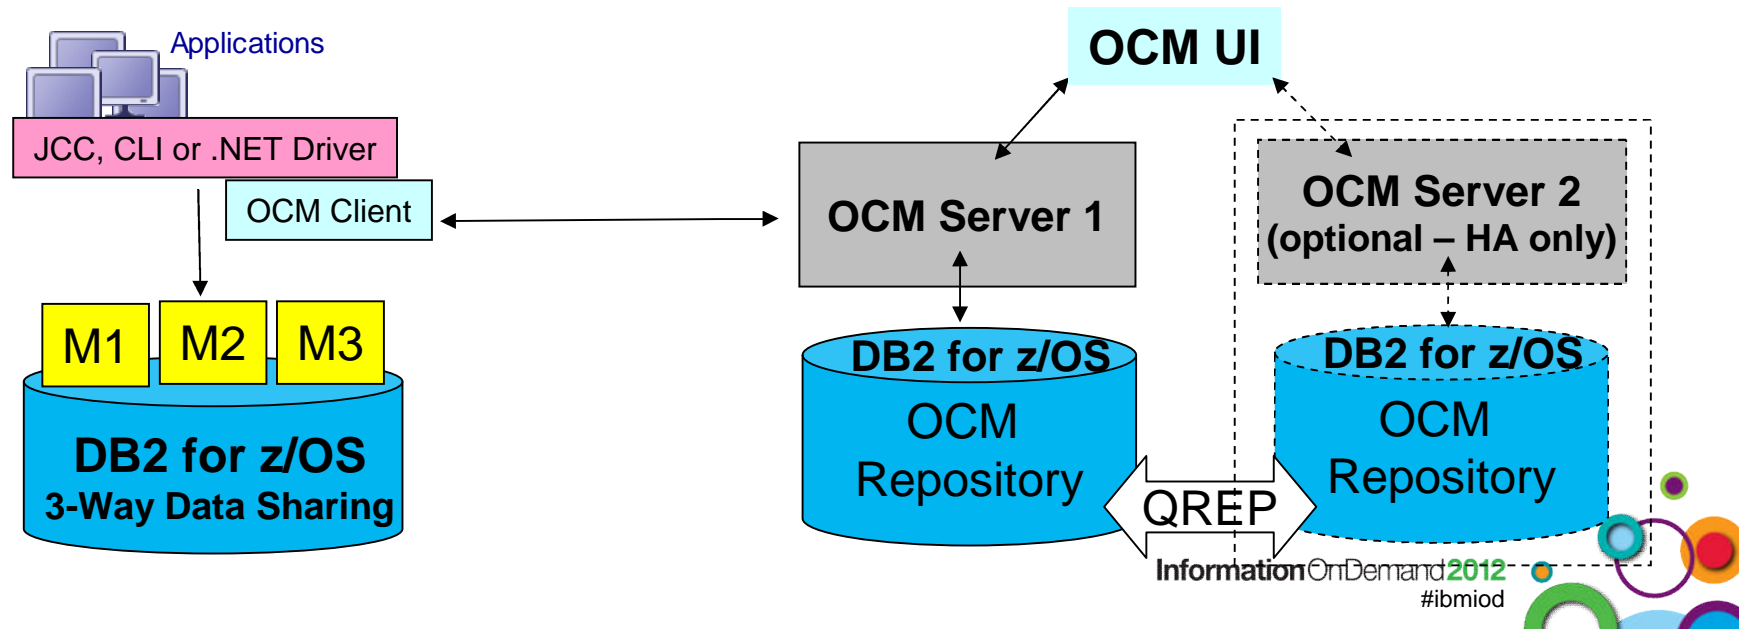 Applications
JCC, CLI or .NET Driver
OCM Client
M1
M2
M3
DB2 for z/OS
3-Way Data Sharing
OCM UI
OCM Server 1
DB2 for z/OS
OCM
Repository
OCM Server 2
(optional – HA only)
DB2 for z/OS
OCM
Repository
QREP
InformationOnDemand2012
#ibmiod